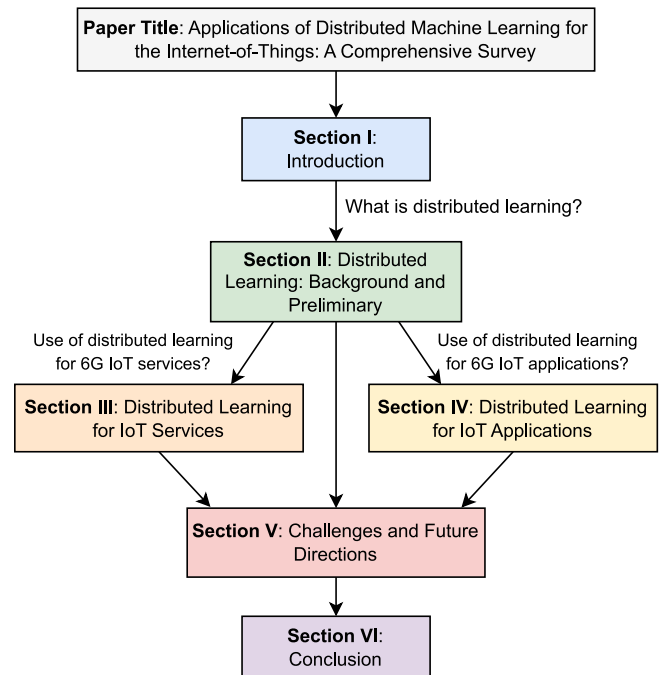 Paper Title: Applications of Distributed Machine Learning for
the Internet-of-Things: A Comprehensive Survey
Section I:
Introduction
What is distributed learning?
Section II: Distributed
Learning: Background and
Preliminary
Use of distributed learning
for 6G IoT services?
Use of distributed learning
for 6G IoT applications?
Section III: Distributed Learning
for IoT Services
Section IV: Distributed Learning
for IoT Applications
Section V: Challenges and Future
Directions
Section VI:
Conclusion